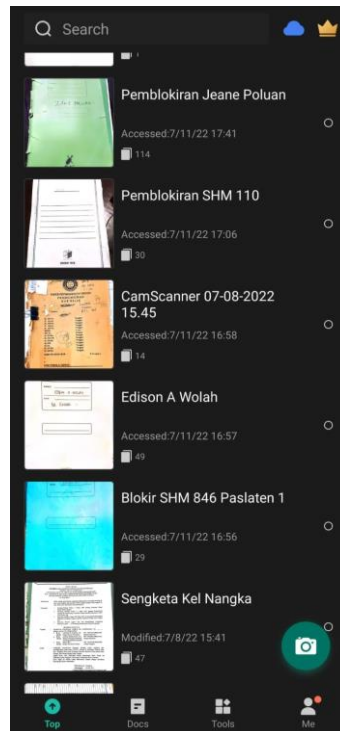 Search
Pemblokiran Jeane Poluan
Accessed:7/11/22 17:41
114
Pemblokiran SHM 110
Accessed:7/11/22 17:06
30
CamScanner 07-08-2022
15.45
Accessed:7/11/22 16:58
14
Edison A Wolah
Accessed:7/11/22 16:57
49
Blokir SHM 846 Paslaten 1
Accessed:7/11/22 16:56
29
Sengketa Kel Nangka
Modified:7/8/22 15:41
47
Top
Docs
Tools
Me